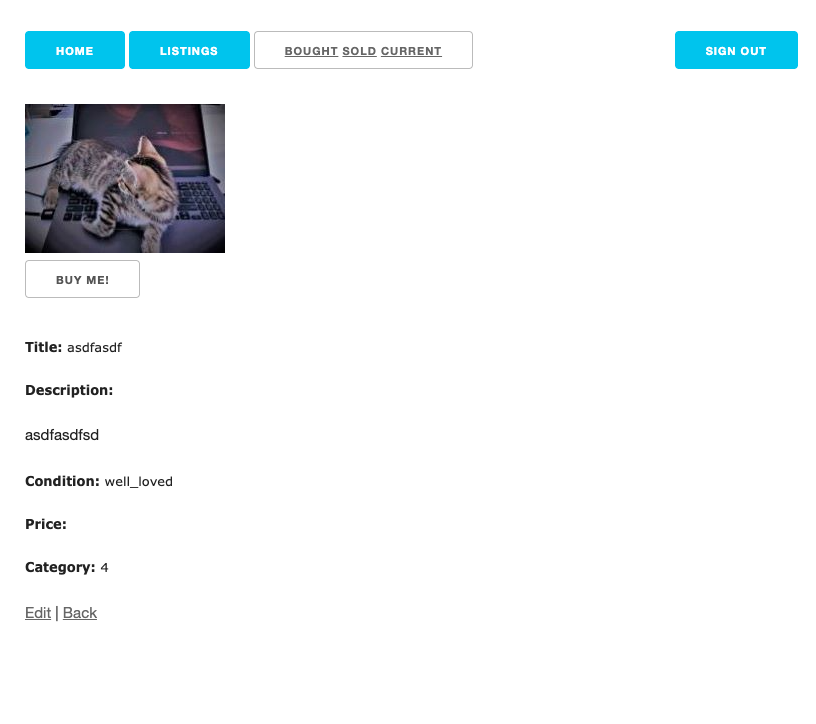 HOME LISTINGS BOUGHT SOLD CURRENT SIGN OUT
BUY ME!
Title: asdfasdf
Description:
asdfasdfsd
Condition: well_loved
Price:
Category: 4
Edit | Back